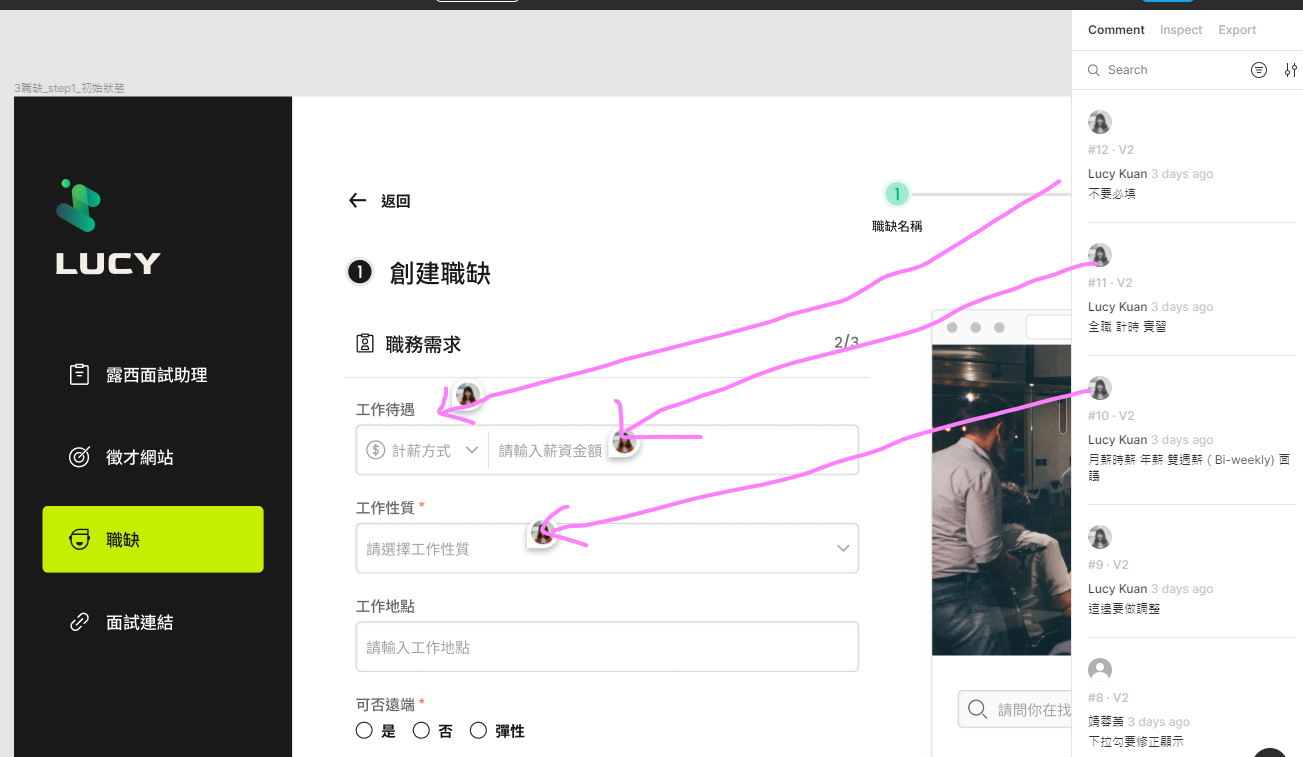 3職缺_step1_初始狀態
LUCY
露西面試助理
徵才網站
職缺
面試連結
返回
1
職缺名稱
1 創建職缺
職務需求
2/3
工作待遇
$ 計薪方式
請輸入薪資金額
工作性質 *
請選擇工作性質
工作地點
請輸入工作地點
可否遠端 *
是 否 彈性
請問你在找
Comment Inspect Export
Search
#12 · V2
Lucy Kuan 3 days ago
不要必填
#11 · V2
Lucy Kuan 3 days ago
全職 計時 實習
#10 · V2
Lucy Kuan 3 days ago
月薪時薪 年薪 雙週薪 ( Bi-weekly) 面
議
#9 · V2
Lucy Kuan 3 days ago
這邊要做調整
#8 · V2
3 days ago
下拉勾要修正顯示